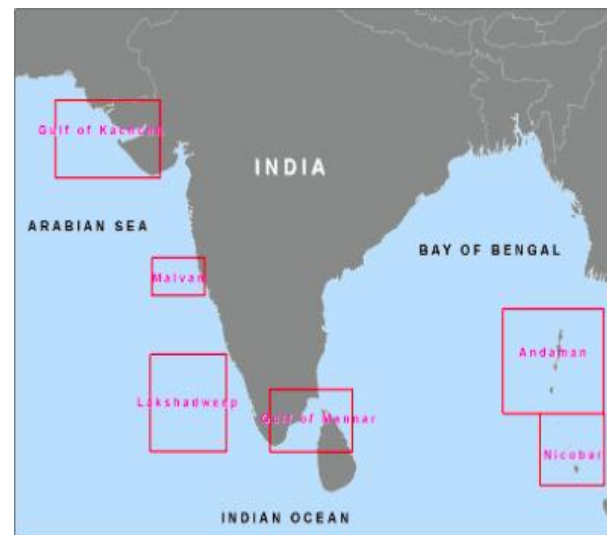 Gulf of Kachchh
INDIA
ARABIAN SEA
BAY OF BENGAL
Malvan
Andaman
Lakshadweep
Gulf of Mannar
Nicobar
INDIAN OCEAN